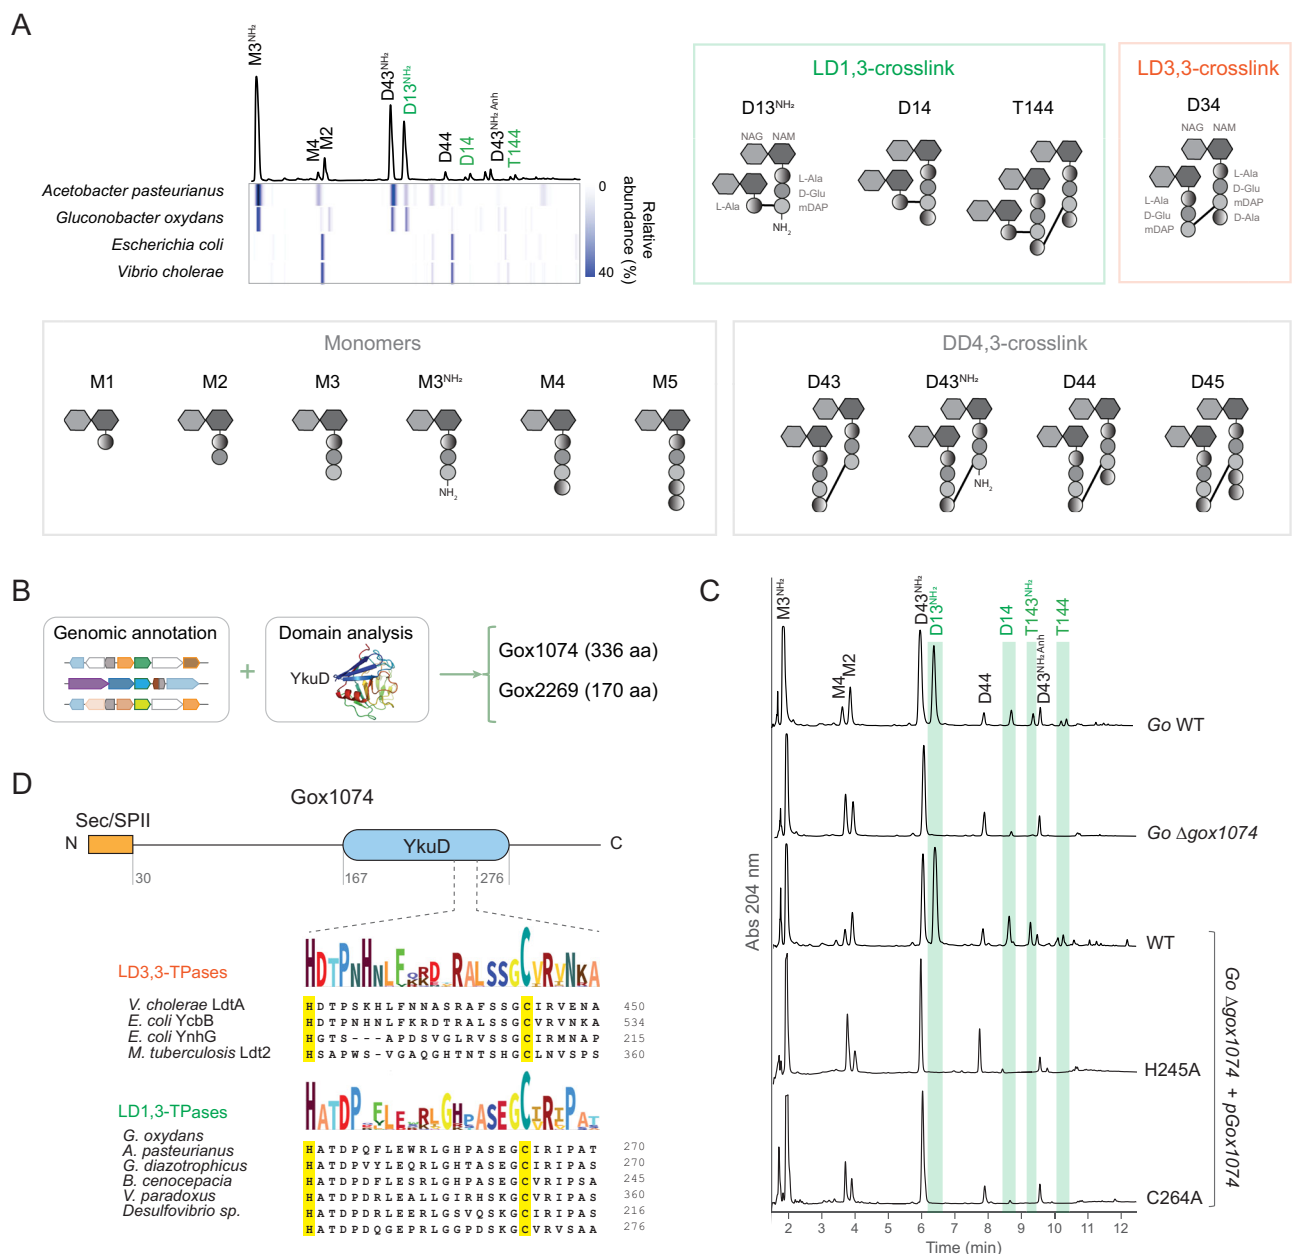 A
M3NH₂
M4
M2
D43NH₂
D13NH₂
D44
D14
D43NH₂ Anh
T144
Acetobacter pasteurianus
Gluconobacter oxydans
Escherichia coli
Vibrio cholerae
0
40
Relative abundance (%)
LD1,3-crosslink
D13NH₂
NAG NAM
L-Ala
D-Glu
mDAP
L-Ala
NH₂
D14
T144
LD3,3-crosslink
D34
NAG NAM
L-Ala
D-Glu
mDAP
D-Ala
L-Ala
D-Glu
mDAP
Monomers
M1
M2
M3
M3NH₂
NH₂
M4
M5
DD4,3-crosslink
D43
D43NH₂
NH₂
D44
D45
B
Genomic annotation
+
Domain analysis
YkuD
Gox1074 (336 aa)
Gox2269 (170 aa)
C
M3NH₂
M4
M2
D43NH₂
D13NH₂
D44
D14
T143NH₂
D43NH₂ Anh
T144
Go WT
Go Δgox1074
WT
H245A
C264A
Go Δgox1074 + pGox1074
Abs 204 nm
2 3 4 5 6 7 8 9 10 11 12
Time (min)
D
Gox1074
Sec/SPII
N
YkuD
C
30
167
276
LD3,3-TPases
V. cholerae LdtA HDTPSKHLFNNASRAFSSGCIRVENA 450
E. coli YcbB HDTPNHNLFKRDTRALSSGCVRVNKA 534
E. coli YnhG HGTS---APDSVGLRVSSGCIRMNAP 215
M. tuberculosis Ldt2 HSAPWS-VGAQGHTNTSHGCLNVSPS 360
LD1,3-TPases
G. oxydans HATDPQFLEWRLGHPASEGCIRIPAT 270
A. pasteurianus HATDPVYLEQRLGHTASEGCIRIPAS 270
G. diazotrophicus HATDPDFLESRLGHPASEGCVRIPSA 245
B. cenocepacia HATDPDRLEALLGIRHSKGCVRIPAS 360
V. paradoxus HATDPDRLEERLGSVQSKGCIRIPAS 216
Desulfovibrio sp. HATDPDQGEPRLGGPDSKGCVRVSAA 276